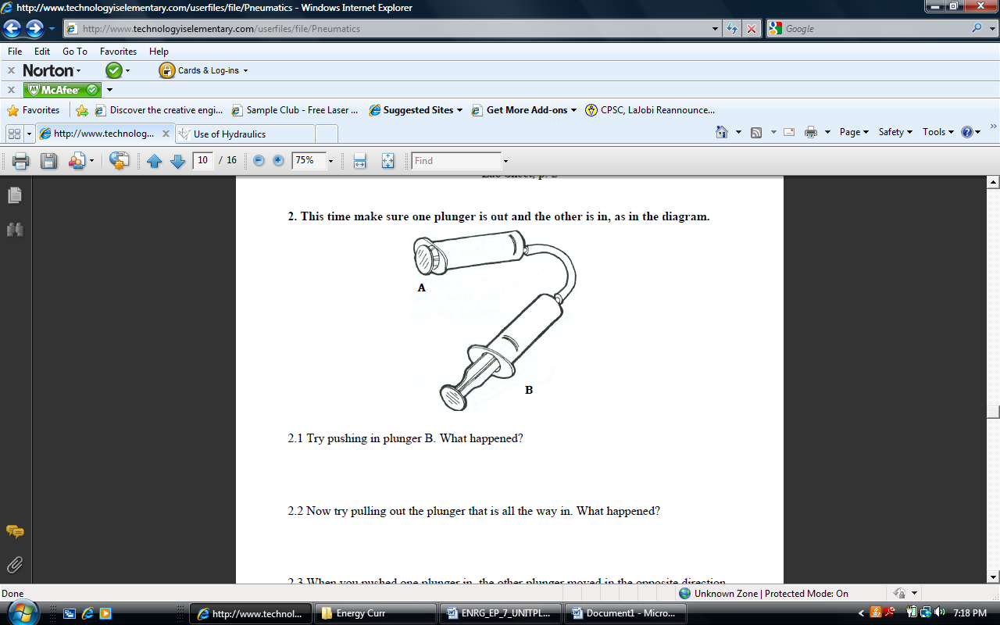 http://www.technologyiselementary.com/userfiles/file/Pneumatics - Windows Internet Explorer
http://www.technologyiselementary.com/userfiles/file/Pneumatics
Google
File Edit Go To Favorites Help
x Norton Cards & Log-ins
x McAfee
Favorites Discover the creative engi... Sample Club - Free Laser ... Suggested Sites Get More Add-ons CPSC, LaJobi Reannounce...
http://www.technolog... x Use of Hydraulics Page Safety Tools »
10 / 16 75% Find
2. This time make sure one plunger is out and the other is in, as in the diagram.
A
B
2.1 Try pushing in plunger B. What happened?
2.2 Now try pulling out the plunger that is all the way in. What happened?
2.3 When you pushed one plunger in, the other plunger moved in the opposite direction
Done Unknown Zone | Protected Mode: On
http://www.technol... Energy Curr ENRG_EP_7_UNITPL... Document1 - Micro... 7:18 PM